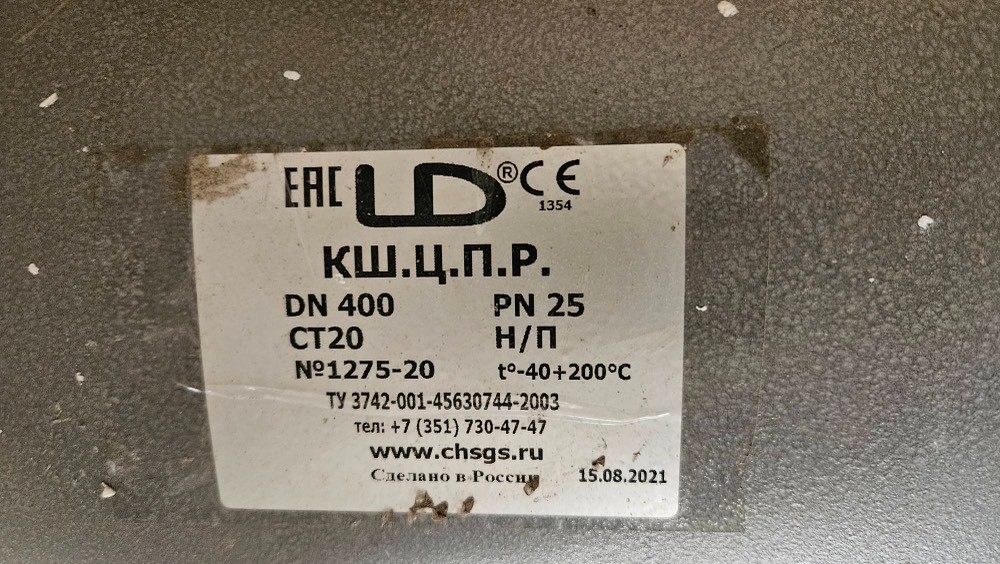 EAC LD ® CE
1354
КШ.Ц.П.Р.
DN 400 PN 25
СТ20 Н/П
№1275-20 t°-40+200°C
ТУ 3742-001-45630744-2003
тел: +7 (351) 730-47-47
www.chsgs.ru
Сделано в России 15.08.2021